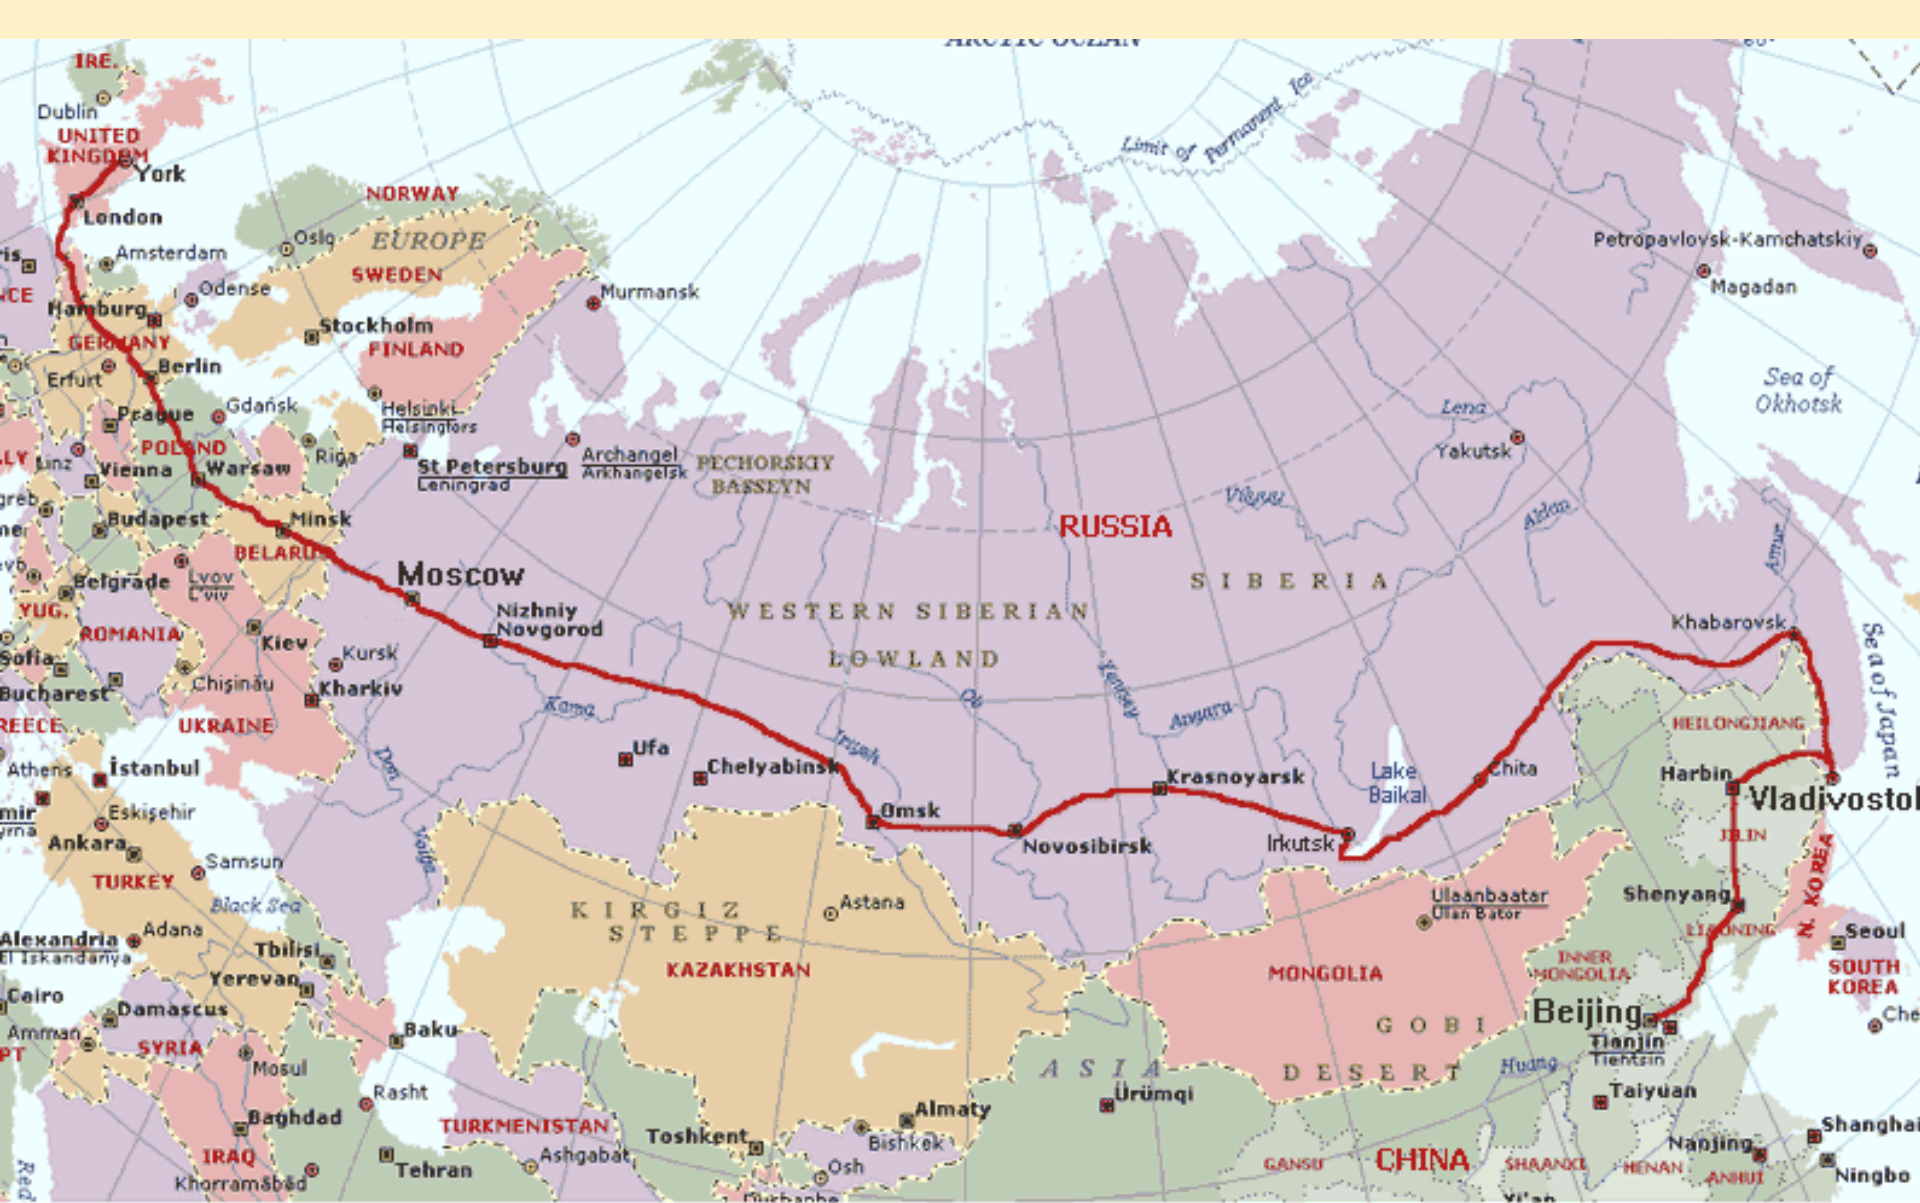 ARCTIC OCEAN
IRE.
Dublin
UNITED
KINGDOM
York
London
Limit of Permanent Ice
NORWAY
Oslo
EUROPE
SWEDEN
Amsterdam
Odense
Hamburg
Stockholm
FINLAND
Murmansk
Petropavlovsk-Kamchatskiy
Magadan
GERMANY
Berlin
Erfurt
Prague
Gdańsk
Helsinki
Helsingfors
POLAND
Warsaw
Riga
Linz
Vienna
St Petersburg
Leningrad
Archangel
Arkhangelsk
PECHORSKIY
BASSEYN
Sea of
Okhotsk
Lena
Yakutsk
Vilyuy
Aldan
Amur
RUSSIA
SIBERIA
Budapest
Minsk
BELARUS
Belgrade
Lvov
L'viv
Moscow
Nizhniy
Novgorod
WESTERN SIBERIAN
LOWLAND
YUG.
ROMANIA
Kiev
Kursk
Sofia
Bucharest
Chişinău
Kharkiv
UKRAINE
Kama
Don
Volga
Ufa
Chelyabinsk
Irtysh
Ob
Yenisey
Angara
Khabarovsk
Sea of Japan
HEILONGJIANG
Athens
İstanbul
Eskişehir
Ankara
Samsun
TURKEY
Black Sea
Omsk
Novosibirsk
Krasnoyarsk
Irkutsk
Lake
Baikal
Chita
Harbin
Vladivostok
JILIN
Shenyang
LIAONING
N. KOREA
Seoul
SOUTH
KOREA
Alexandria
El Iskandariya
Adana
Tbilisi
Yerevan
Cairo
Damascus
Amman
SYRIA
Baku
Mosul
KIRGIZ
STEPPE
Astana
KAZAKHSTAN
Ulaanbaatar
Ulan Bator
MONGOLIA
INNER
MONGOLIA
GOBI
DESERT
Beijing
Tianjin
Tientsin
Huang
ASIA
Ürümqi
Taiyuan
Rasht
Baghdad
IRAQ
Khorramābād
Tehran
TURKMENISTAN
Ashgabat
Toshkent
Almaty
Bishkek
Osh
GANSU
CHINA
SHAANXI
HENAN
Nanjing
ANHUI
Shanghai
Ningbo
Xi'an
Red